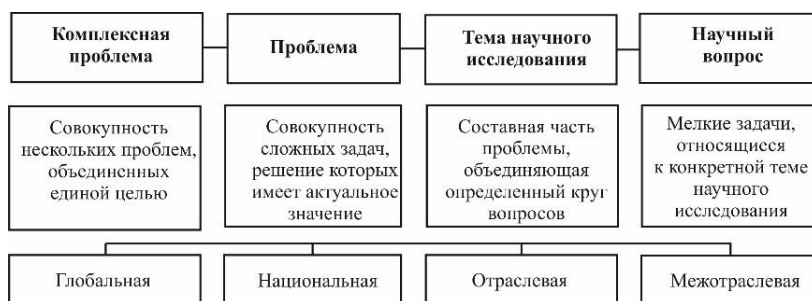 Комплексная
проблема
Проблема
Тема научного
исследования
Научный
вопрос
Совокупность
нескольких проблем,
объединенных
единой целью
Совокупность
сложных задач,
решение которых
имеет актуальное
значение
Составная часть
проблемы,
объединяющая
определенный круг
вопросов
Мелкие задачи,
относящиеся
к конкретной теме
научного
исследования
Глобальная
Национальная
Отраслевая
Межотраслевая